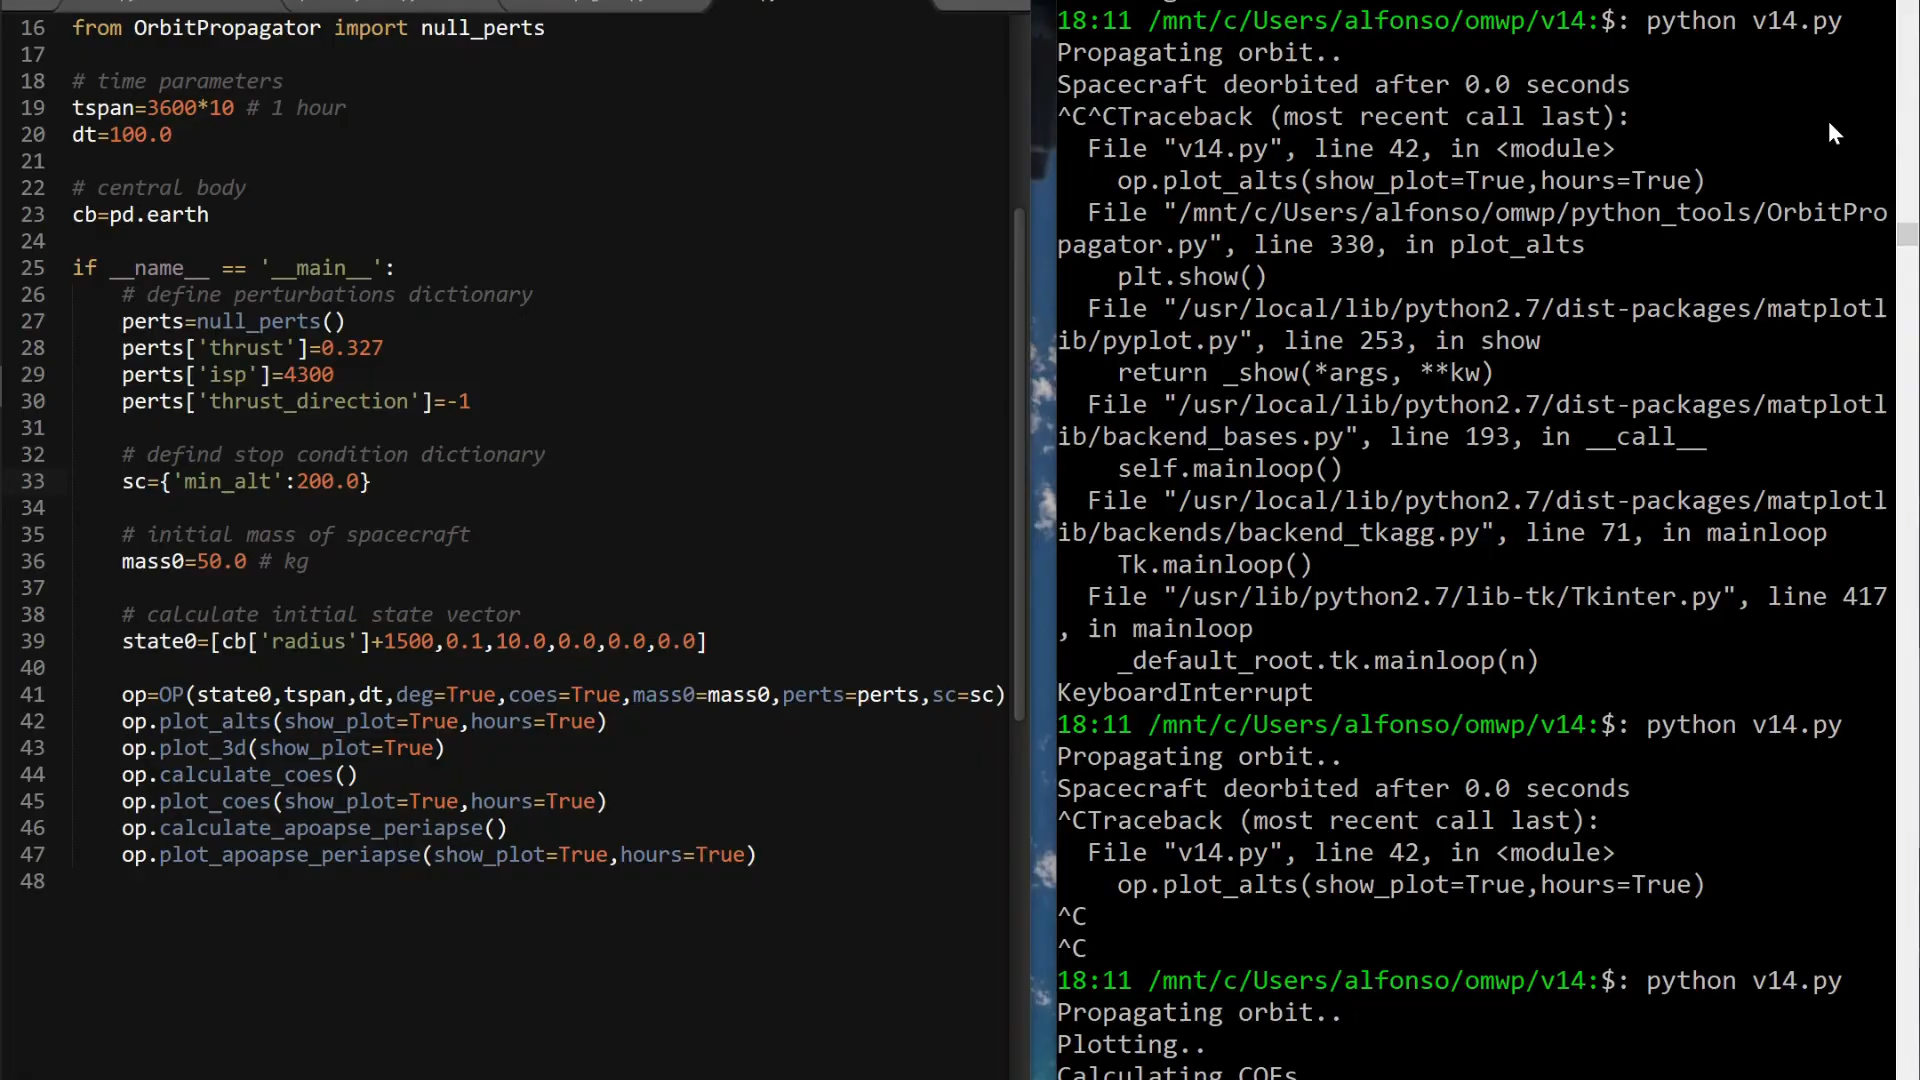 16 from OrbitPropagator import null_perts
17
18 # time parameters
19 tspan=3600*10 # 1 hour
20 dt=100.0
21
22 # central body
23 cb=pd.earth
24
25 if __name__ == '__main__':
26 # define perturbations dictionary
27 perts=null_perts()
28 perts['thrust']=0.327
29 perts['isp']=4300
30 perts['thrust_direction']=-1
31
32 # defind stop condition dictionary
33 sc={'min_alt':200.0}
34
35 # initial mass of spacecraft
36 mass0=50.0 # kg
37
38 # calculate initial state vector
39 state0=[cb['radius']+1500,0.1,10.0,0.0,0.0,0.0]
40
41 op=OP(state0,tspan,dt,deg=True,coes=True,mass0=mass0,perts=perts,sc=sc)
42 op.plot_alts(show_plot=True,hours=True)
43 op.plot_3d(show_plot=True)
44 op.calculate_coes()
45 op.plot_coes(show_plot=True,hours=True)
46 op.calculate_apoapse_periapse()
47 op.plot_apoapse_periapse(show_plot=True,hours=True)
48
18:11 /mnt/c/Users/alfonso/omwp/v14:$: python v14.py
Propagating orbit..
Spacecraft deorbited after 0.0 seconds
^C^CTraceback (most recent call last):
File "v14.py", line 42, in <module>
op.plot_alts(show_plot=True,hours=True)
File "/mnt/c/Users/alfonso/omwp/python_tools/OrbitPro
pagator.py", line 330, in plot_alts
plt.show()
File "/usr/local/lib/python2.7/dist-packages/matplotl
ib/pyplot.py", line 253, in show
return _show(*args, **kw)
File "/usr/local/lib/python2.7/dist-packages/matplotl
ib/backend_bases.py", line 193, in __call__
self.mainloop()
File "/usr/local/lib/python2.7/dist-packages/matplotl
ib/backends/backend_tkagg.py", line 71, in mainloop
Tk.mainloop()
File "/usr/lib/python2.7/lib-tk/Tkinter.py", line 417
, in mainloop
_default_root.tk.mainloop(n)
KeyboardInterrupt
18:11 /mnt/c/Users/alfonso/omwp/v14:$: python v14.py
Propagating orbit..
Spacecraft deorbited after 0.0 seconds
^CTraceback (most recent call last):
File "v14.py", line 42, in <module>
op.plot_alts(show_plot=True,hours=True)
^C
^C
18:11 /mnt/c/Users/alfonso/omwp/v14:$: python v14.py
Propagating orbit..
Plotting..
Calculating COEs